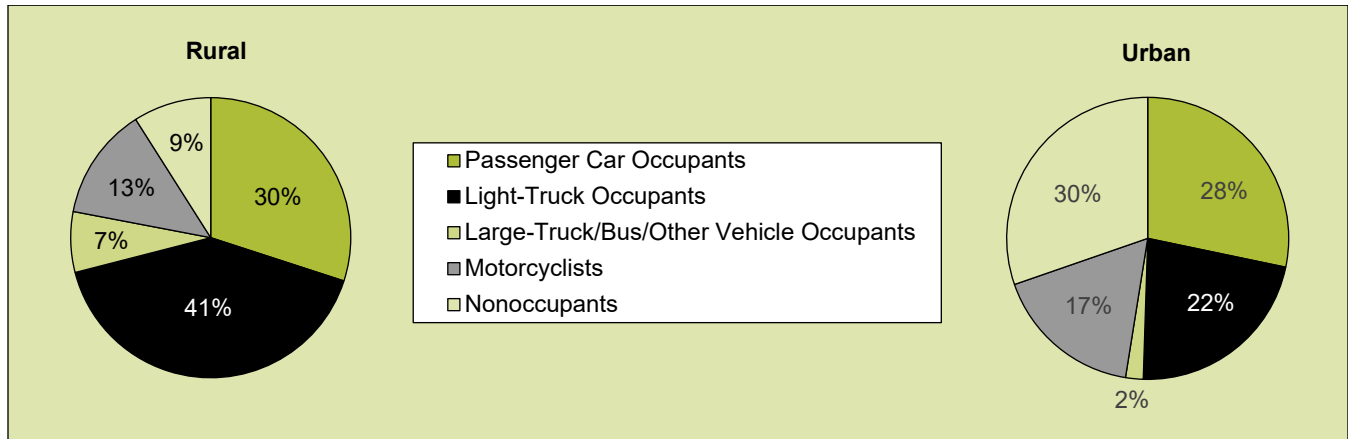 Rural
9%
30%
13%
7%
41%
Passenger Car Occupants
Light-Truck Occupants
Large-Truck/Bus/Other Vehicle Occupants
Motorcyclists
Nonoccupants
Urban
30%
28%
17%
22%
2%